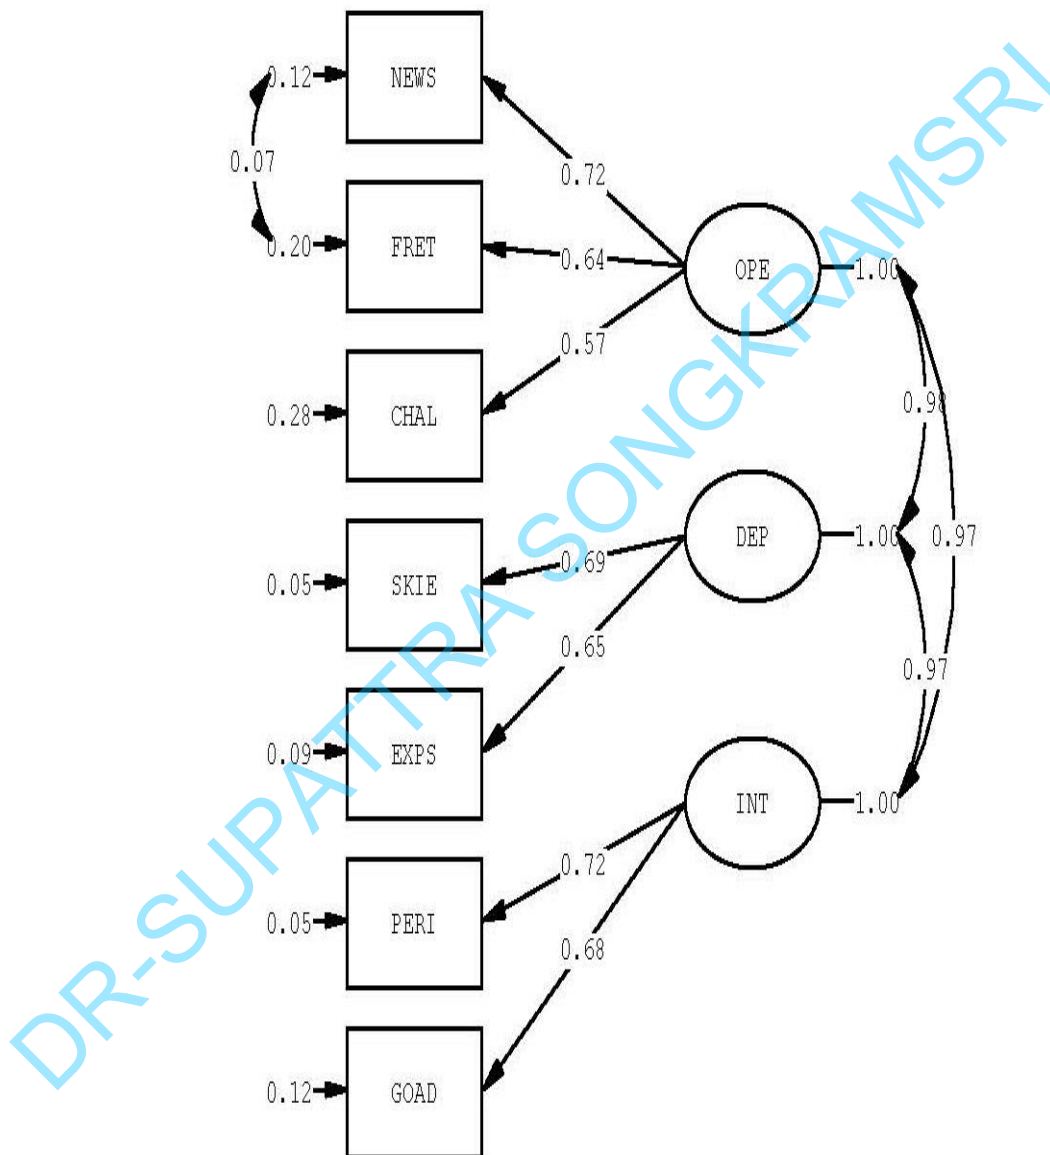 0.12 NEWS
0.07
0.72
0.20 FRET
0.64
OPE 1.00
0.57
0.28 CHAL
0.98
DEP 1.00
0.97
0.69
0.05 SKIE
0.65
0.97
0.09 EXPS
INT 1.00
0.72
0.05 PERI
0.68
0.12 GOAD
DR-SUPATTRA SONGKRAMSRI